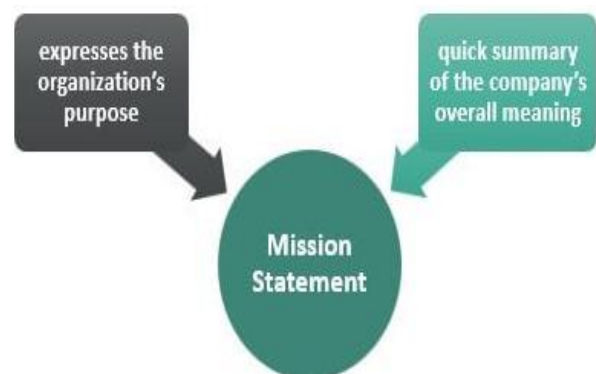 expresses the
organization's
purpose
quick summary
of the company's
overall meaning
Mission
Statement